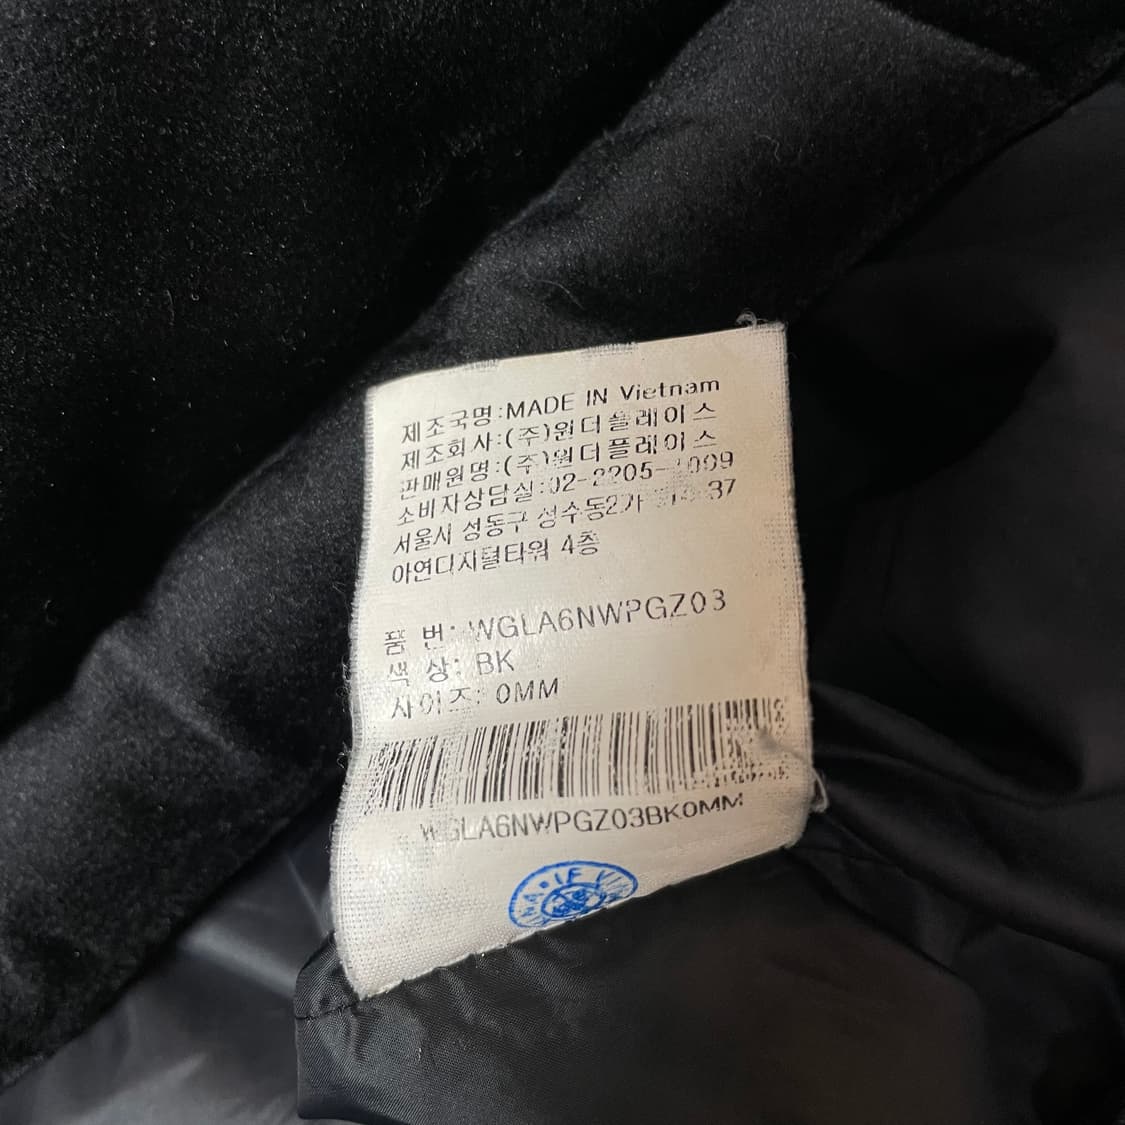 제조국명:MADE IN Vietnam
제조회사:(주)원더플레이스
판매원명:(주)원더플레이스
소비자상담실:
서울시 성동구 성수동2가
아연디지털타워 4층
품 번: WGLA6NWPGZ03
색 상: BK
사이즈: 0MM
WGLA6NWPGZ03BK0MM